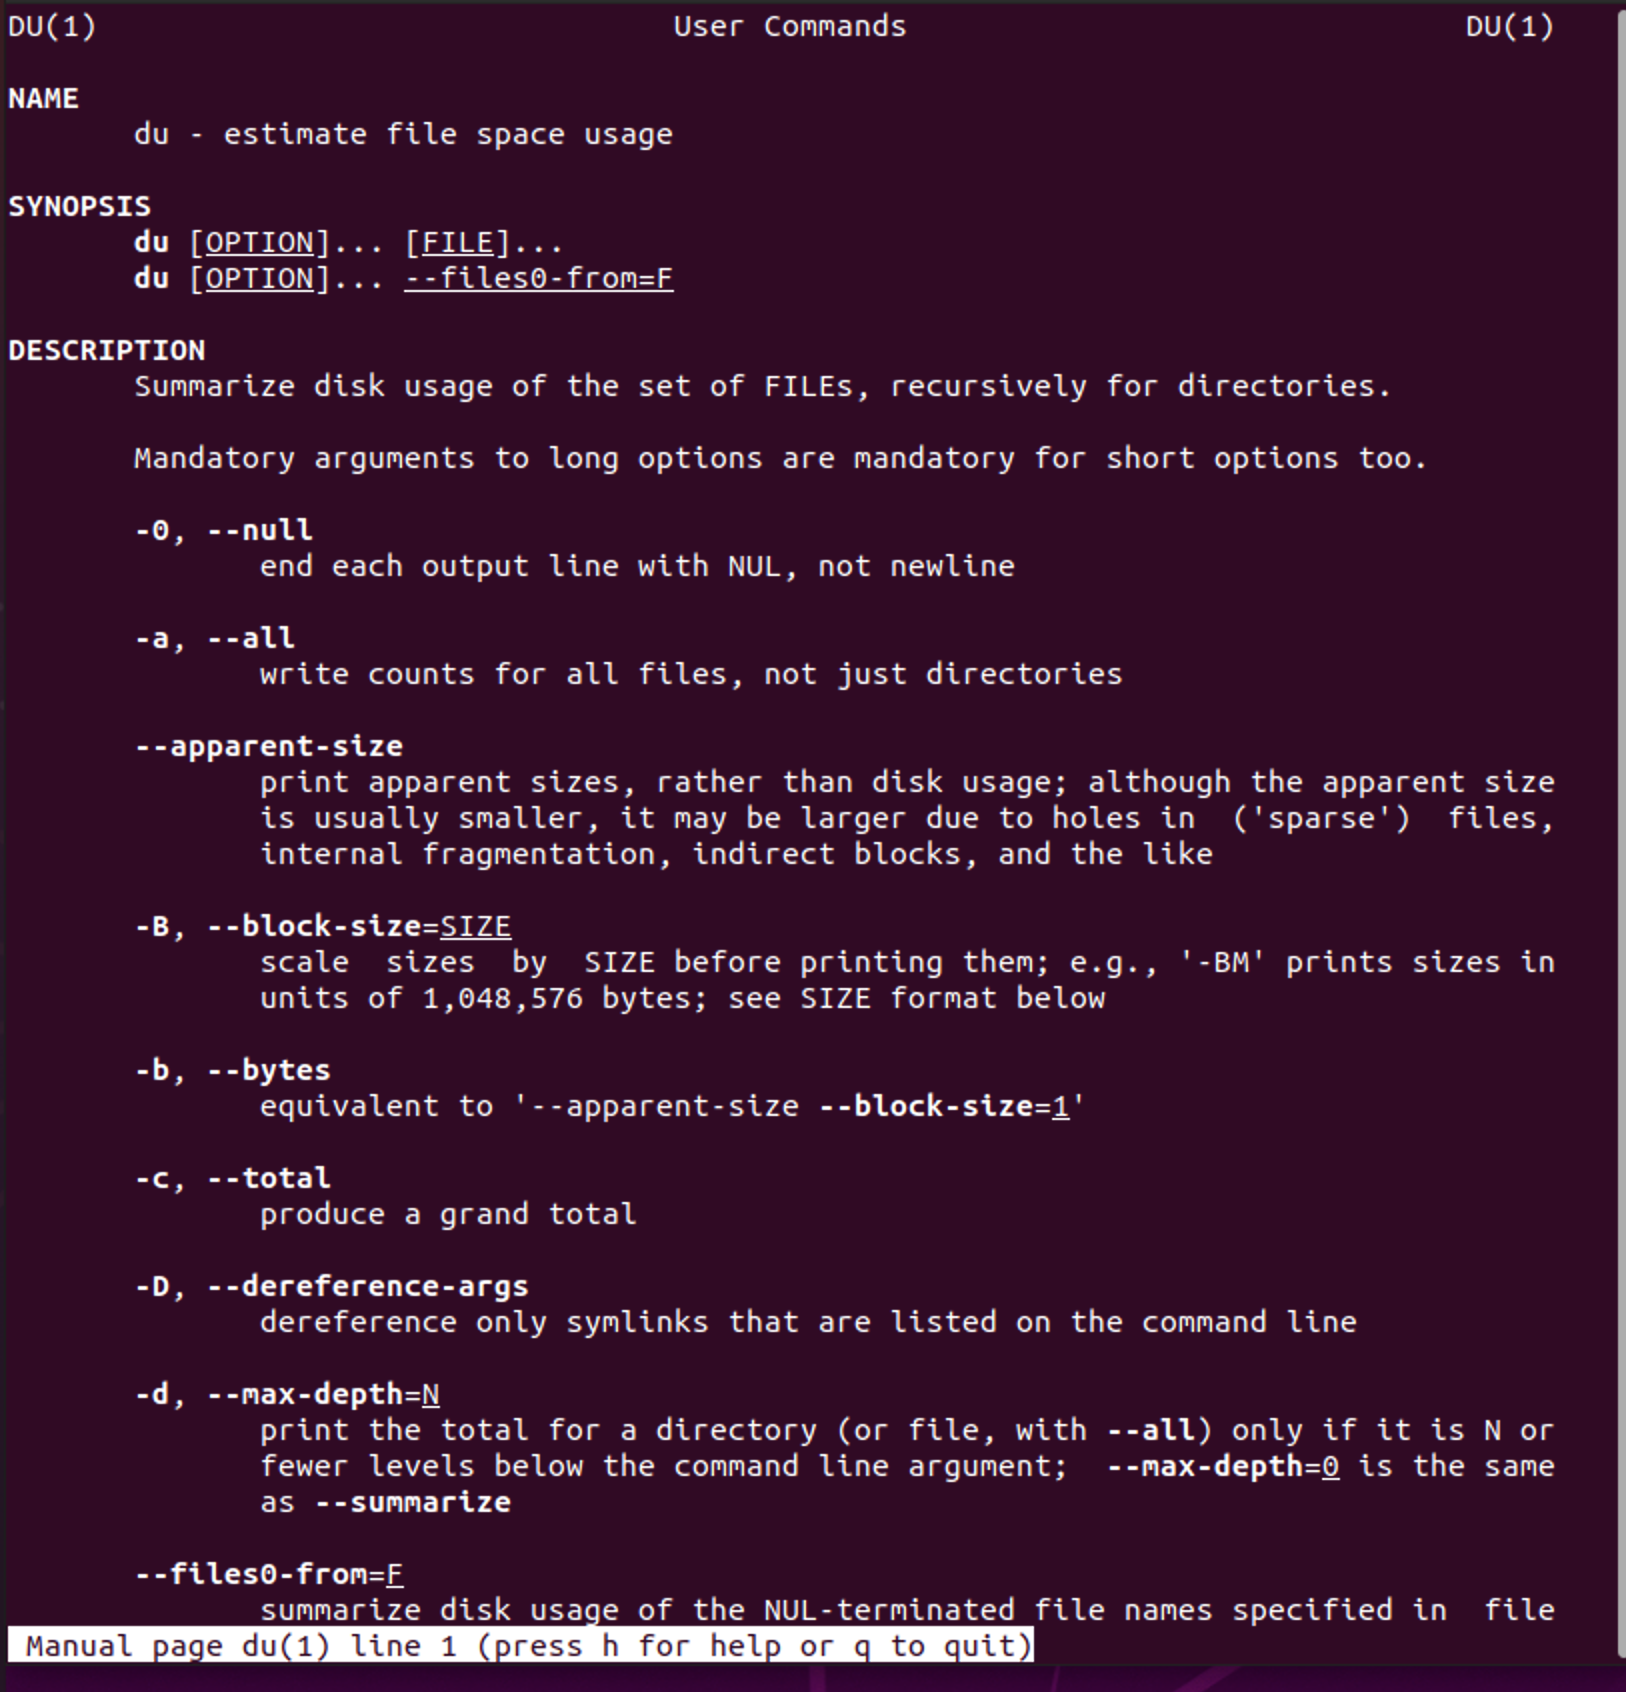 DU(1) User Commands DU(1)
NAME
du - estimate file space usage
SYNOPSIS
du [OPTION]... [FILE]...
du [OPTION]... --files0-from=F
DESCRIPTION
Summarize disk usage of the set of FILEs, recursively for directories.
Mandatory arguments to long options are mandatory for short options too.
-0, --null
end each output line with NUL, not newline
-a, --all
write counts for all files, not just directories
--apparent-size
print apparent sizes, rather than disk usage; although the apparent size
is usually smaller, it may be larger due to holes in  ('sparse')  files,
internal fragmentation, indirect blocks, and the like
-B, --block-size=SIZE
scale  sizes  by  SIZE before printing them; e.g., '-BM' prints sizes in
units of 1,048,576 bytes; see SIZE format below
-b, --bytes
equivalent to '--apparent-size --block-size=1'
-c, --total
produce a grand total
-D, --dereference-args
dereference only symlinks that are listed on the command line
-d, --max-depth=N
print the total for a directory (or file, with --all) only if it is N or
fewer levels below the command line argument;  --max-depth=0 is the same
as --summarize
--files0-from=F
summarize disk usage of the NUL-terminated file names specified in  file
Manual page du(1) line 1 (press h for help or q to quit)